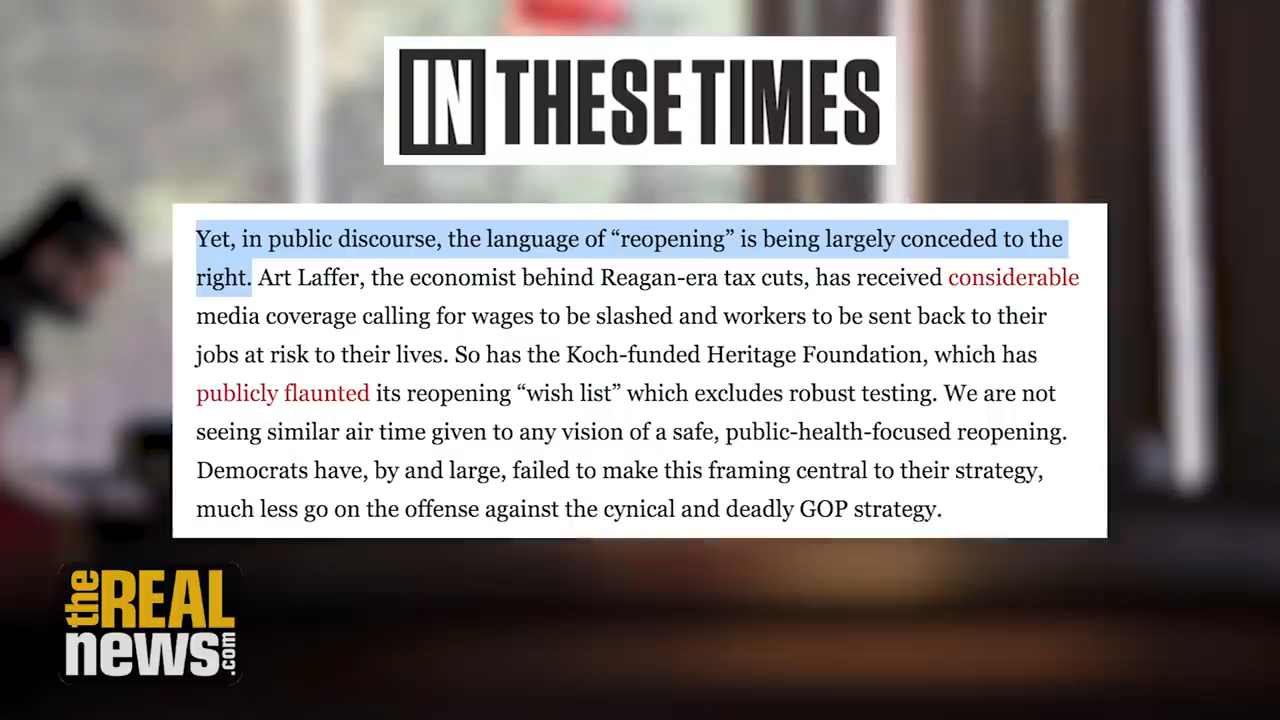 IN THESE TIMES
Yet, in public discourse, the language of “reopening” is being largely conceded to the
right. Art Laffer, the economist behind Reagan-era tax cuts, has received considerable
media coverage calling for wages to be slashed and workers to be sent back to their
jobs at risk to their lives. So has the Koch-funded Heritage Foundation, which has
publicly flaunted its reopening “wish list” which excludes robust testing. We are not
seeing similar air time given to any vision of a safe, public-health-focused reopening.
Democrats have, by and large, failed to make this framing central to their strategy,
much less go on the offense against the cynical and deadly GOP strategy.
the REAL
news.com